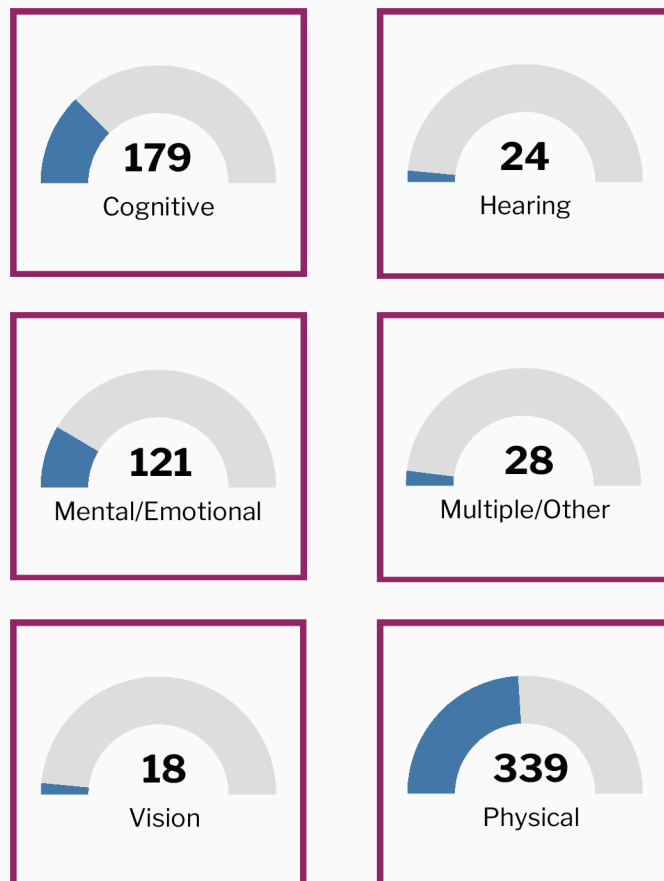 179
Cognitive
24
Hearing
121
Mental/Emotional
28
Multiple/Other
18
Vision
339
Physical